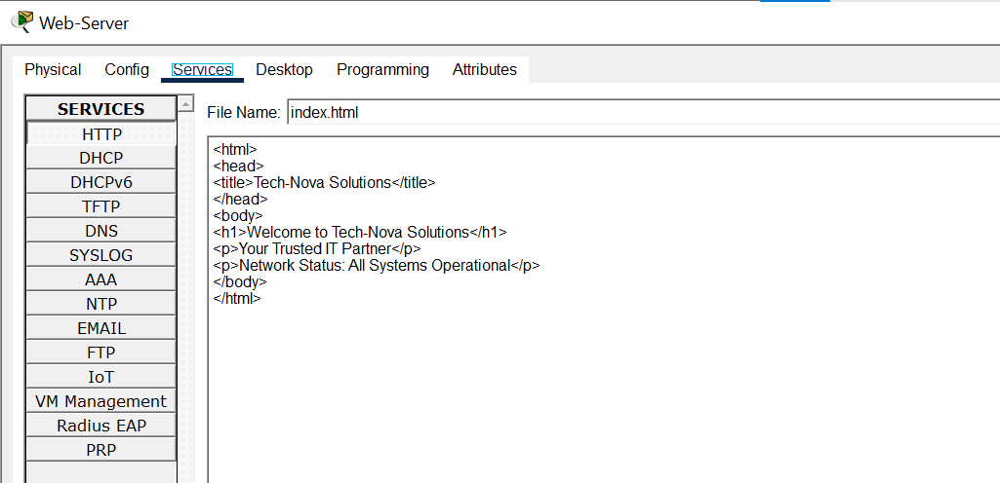 Web-Server
Physical Config Services Desktop Programming Attributes
SERVICES
HTTP
DHCP
DHCPv6
TFTP
DNS
SYSLOG
AAA
NTP
EMAIL
FTP
IoT
VM Management
Radius EAP
PRP
File Name: index.html
<html>
<head>
<title>Tech-Nova Solutions</title>
</head>
<body>
<h1>Welcome to Tech-Nova Solutions</h1>
<p>Your Trusted IT Partner</p>
<p>Network Status: All Systems Operational</p>
</body>
</html>